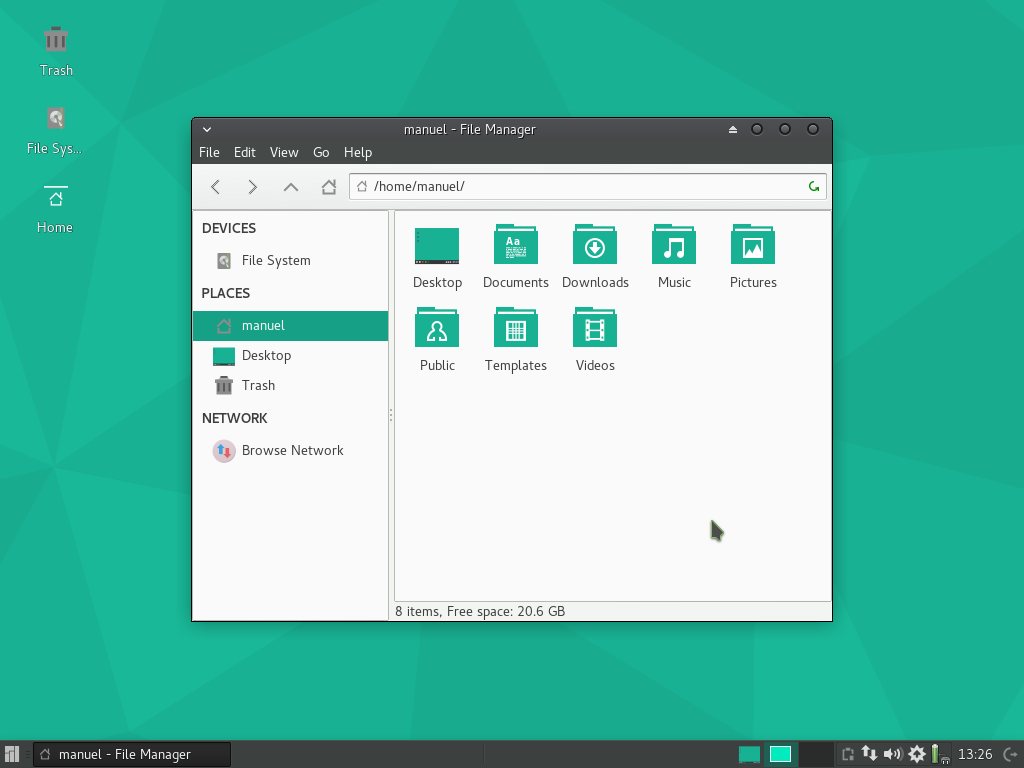 Trash
File Sys...
Home
manuel - File Manager
File Edit View Go Help
/home/manuel/
DEVICES
File System
PLACES
manuel
Desktop
Trash
NETWORK
Browse Network
Aa
Desktop Documents Downloads Music Pictures
Public Templates Videos
8 items, Free space: 20.6 GB
manuel - File Manager
13:26